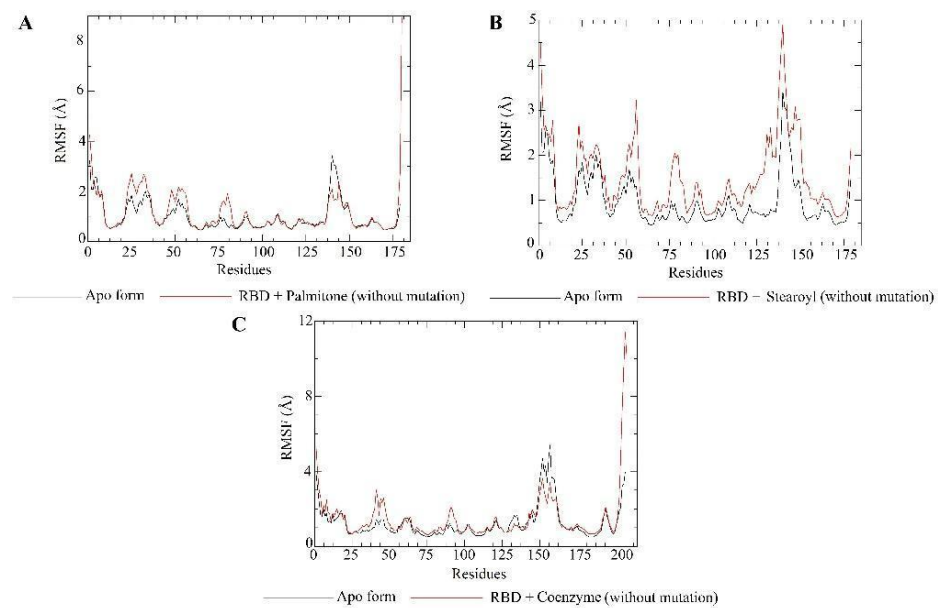 A
8
6
4
2
0
RMSF (Å)
0 25 50 75 100 125 150 175
Residues
Apo form RBD + Palmitone (without mutation)
B
5
4
3
2
1
0
RMSF (Å)
0 25 50 75 100 125 150 175
Residues
Apo form RBD − Stearoyl (without mutation)
C
12
8
4
0
RMSF (Å)
0 25 50 75 100 125 150 175 200
Residues
Apo form RBD + Coenzyme (without mutation)